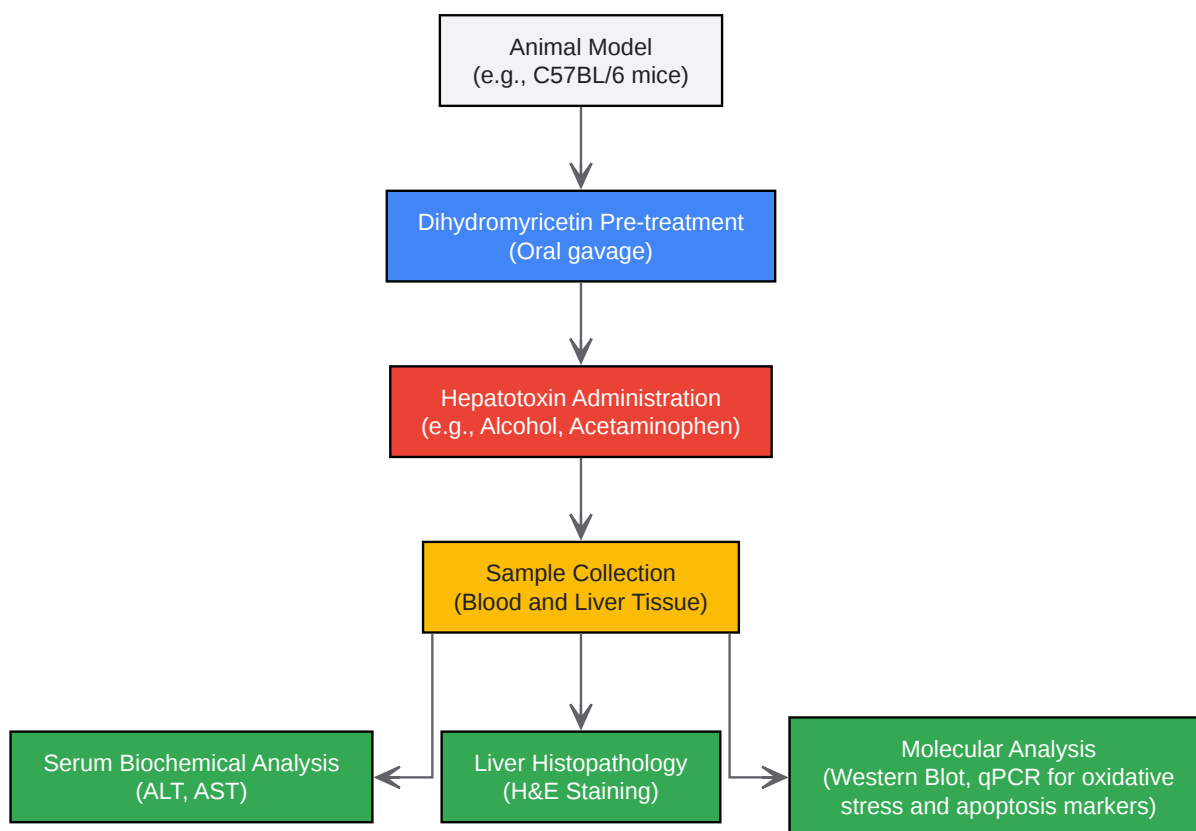 Animal Model
(e.g., C57BL/6 mice)
Dihydromyricetin Pre-treatment
(Oral gavage)
Hepatotoxin Administration
(e.g., Alcohol, Acetaminophen)
Sample Collection
(Blood and Liver Tissue)
Serum Biochemical Analysis
(ALT, AST)
Liver Histopathology
(H&E Staining)
Molecular Analysis
(Western Blot, qPCR for oxidative
stress and apoptosis markers)